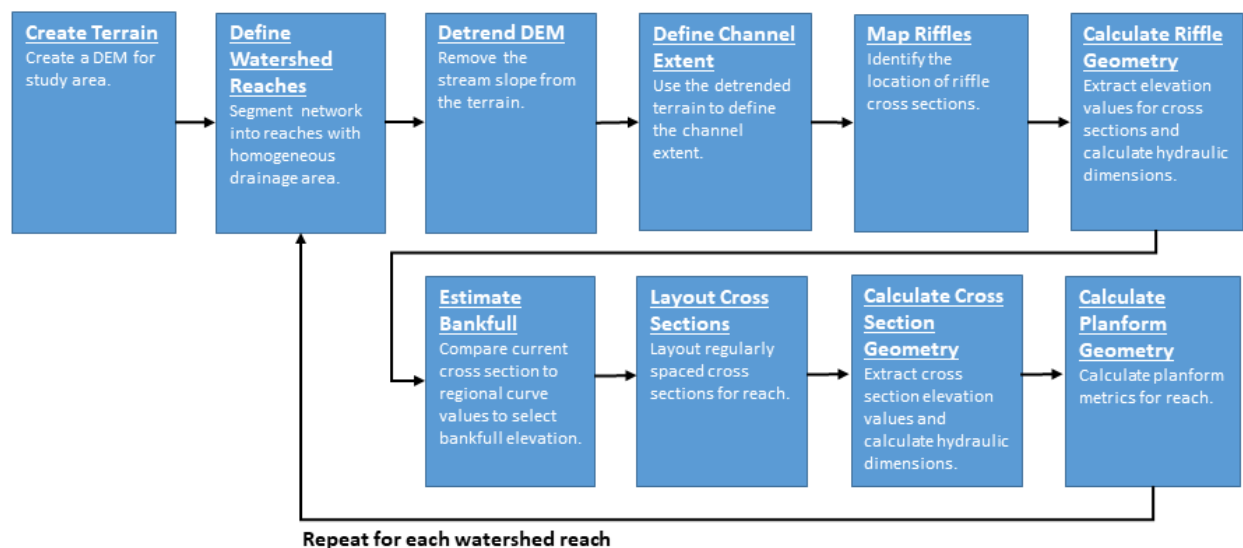 Create Terrain
Create a DEM for
study area.
Define
Watershed
Reaches
Segment network
into reaches with
homogeneous
drainage area.
Detrend DEM
Remove the
stream slope from
the terrain.
Define Channel
Extent
Use the detrended
terrain to define
the channel
extent.
Map Riffles
Identify the
location of riffle
cross sections.
Calculate Riffle
Geometry
Extract elevation
values for cross
sections and
calculate hydraulic
dimensions.
Estimate
Bankfull
Compare current
cross section to
regional curve
values to select
bankfull elevation.
Layout Cross
Sections
Layout regularly
spaced cross
sections for reach.
Calculate Cross
Section
Geometry
Extract cross
section elevation
values and
calculate hydraulic
dimensions.
Calculate
Planform
Geometry
Calculate planform
metrics for reach.
Repeat for each watershed reach